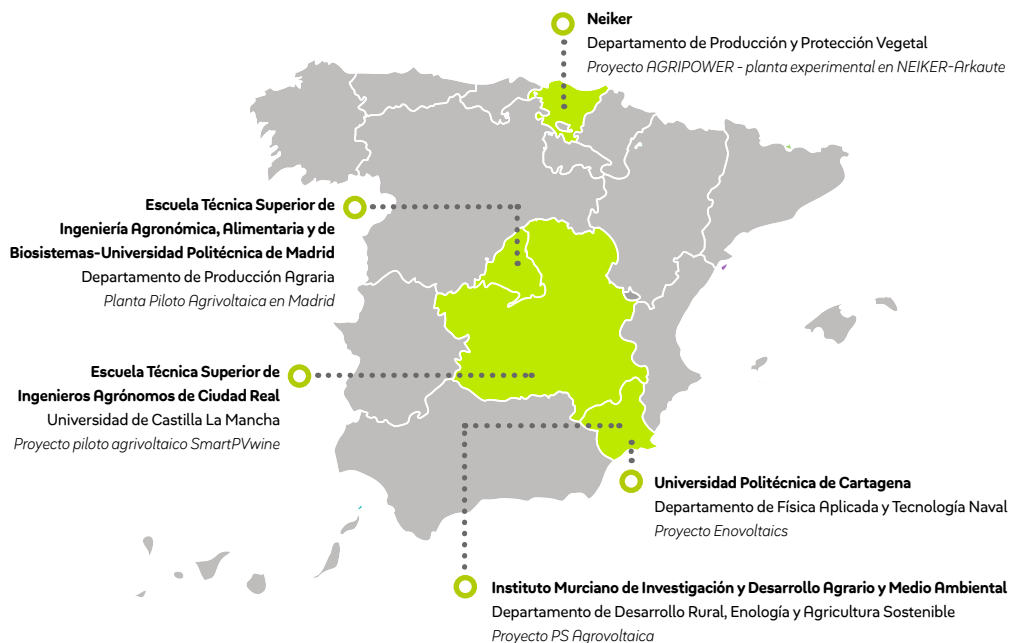 Neiker
Departamento de Producción y Protección Vegetal
Proyecto AGRIPOWER - planta experimental en NEIKER-Arkaute
Escuela Técnica Superior de
Ingeniería Agronómica, Alimentaria y de
Biosistemas-Universidad Politécnica de Madrid
Departamento de Producción Agraria
Planta Piloto Agrivoltaica en Madrid
Escuela Técnica Superior de
Ingenieros Agrónomos de Ciudad Real
Universidad de Castilla La Mancha
Proyecto piloto agrivoltaico SmartPVwine
Universidad Politécnica de Cartagena
Departamento de Física Aplicada y Tecnología Naval
Proyecto Enovoltaics
Instituto Murciano de Investigación y Desarrollo Agrario y Medio Ambiental
Departamento de Desarrollo Rural, Enología y Agricultura Sostenible
Proyecto PS Agrovoltaica